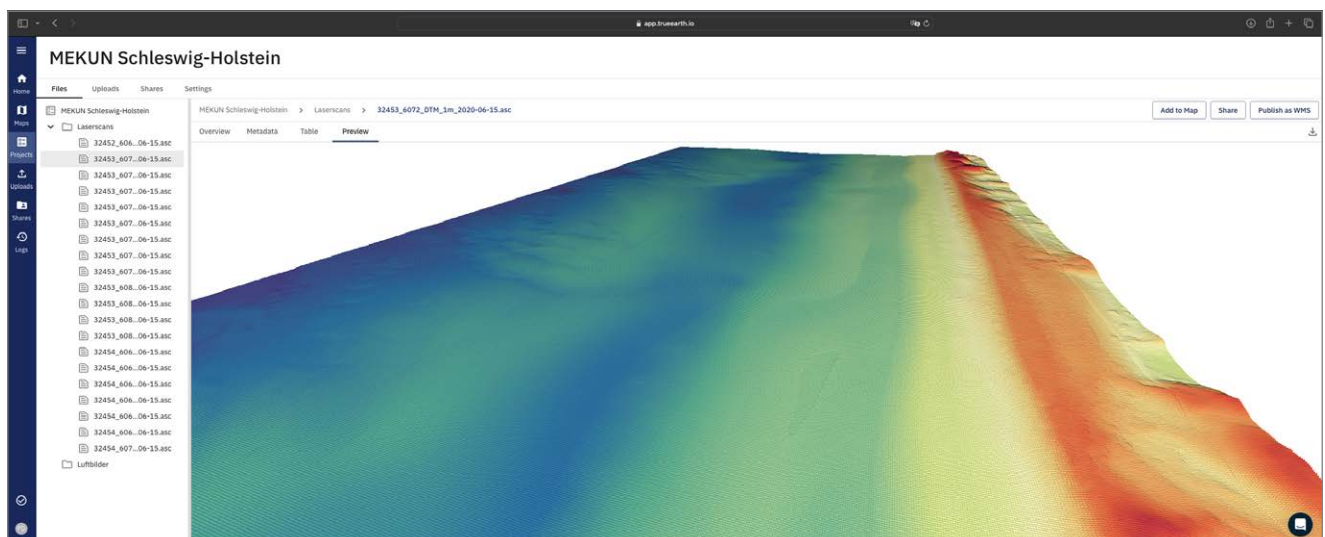 app.trueearth.io
MEKUN Schleswig-Holstein
Home
Maps
Projects
Uploads
Shares
Logs
Files Uploads Shares Settings
MEKUN Schleswig-Holstein
Laserscans
32452_606...06-15.asc
32453_607...06-15.asc
32453_607...06-15.asc
32453_607...06-15.asc
32453_607...06-15.asc
32453_607...06-15.asc
32453_607...06-15.asc
32453_607...06-15.asc
32453_607...06-15.asc
32453_608...06-15.asc
32453_608...06-15.asc
32453_608...06-15.asc
32453_608...06-15.asc
32454_606...06-15.asc
32454_606...06-15.asc
32454_606...06-15.asc
32454_606...06-15.asc
32454_606...06-15.asc
32454_606...06-15.asc
32454_607...06-15.asc
Luftbilder
MEKUN Schleswig-Holstein > Laserscans > 32453_6072_DTM_1m_2020-06-15.asc
Add to Map Share Publish as WMS
Overview Metadata Table Preview